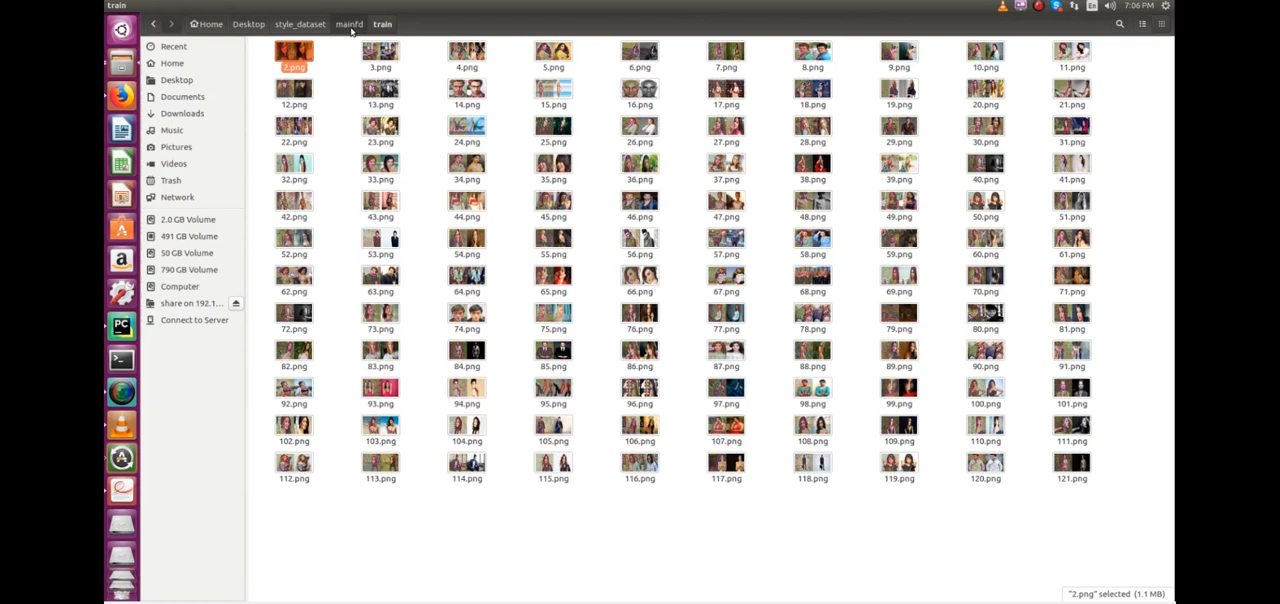 train
En
7:06 PM
Home Desktop style_dataset mainfd train
Recent
Home
Desktop
Documents
Downloads
Music
Pictures
Videos
Trash
Network
2.0 GB Volume
491 GB Volume
50 GB Volume
790 GB Volume
Computer
share on 192.1...
Connect to Server
2.png 3.png 4.png 5.png 6.png 7.png 8.png 9.png 10.png 11.png
12.png 13.png 14.png 15.png 16.png 17.png 18.png 19.png 20.png 21.png
22.png 23.png 24.png 25.png 26.png 27.png 28.png 29.png 30.png 31.png
32.png 33.png 34.png 35.png 36.png 37.png 38.png 39.png 40.png 41.png
42.png 43.png 44.png 45.png 46.png 47.png 48.png 49.png 50.png 51.png
52.png 53.png 54.png 55.png 56.png 57.png 58.png 59.png 60.png 61.png
62.png 63.png 64.png 65.png 66.png 67.png 68.png 69.png 70.png 71.png
72.png 73.png 74.png 75.png 76.png 77.png 78.png 79.png 80.png 81.png
82.png 83.png 84.png 85.png 86.png 87.png 88.png 89.png 90.png 91.png
92.png 93.png 94.png 95.png 96.png 97.png 98.png 99.png 100.png 101.png
102.png 103.png 104.png 105.png 106.png 107.png 108.png 109.png 110.png 111.png
112.png 113.png 114.png 115.png 116.png 117.png 118.png 119.png 120.png 121.png
"2.png" selected (1.1 MB)
PC
a
A